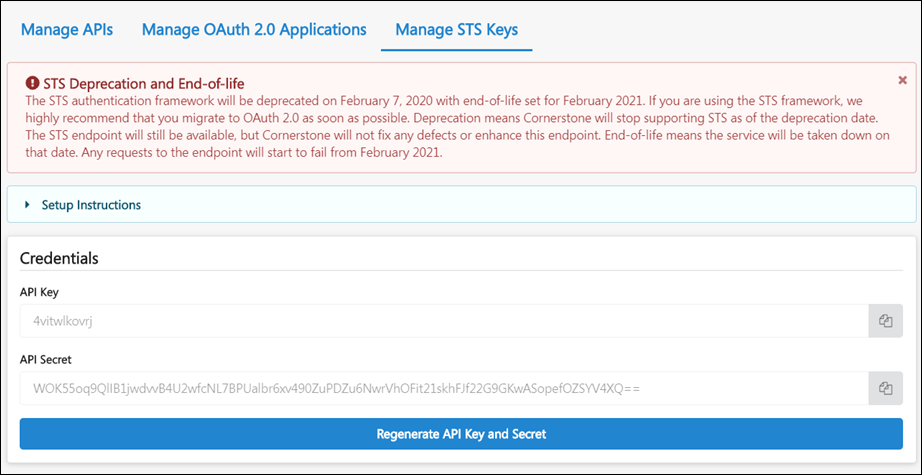 Manage APIs Manage OAuth 2.0 Applications Manage STS Keys
STS Deprecation and End-of-life
The STS authentication framework will be deprecated on February 7, 2020 with end-of-life set for February 2021. If you are using the STS framework, we
highly recommend that you migrate to OAuth 2.0 as soon as possible. Deprecation means Cornerstone will stop supporting STS as of the deprecation date.
The STS endpoint will still be available, but Cornerstone will not fix any defects or enhance this endpoint. End-of-life means the service will be taken down on
that date. Any requests to the endpoint will start to fail from February 2021.
Setup Instructions
Credentials
API Key
4vitwlkovrj
API Secret
WOK55oq9QlIB1jwdvvB4U2wfcNL7BPUalbr6xv490ZuPDZu6NwrVhOFit21skhFJf22G9GKwASopefOZSYV4XQ==
Regenerate API Key and Secret